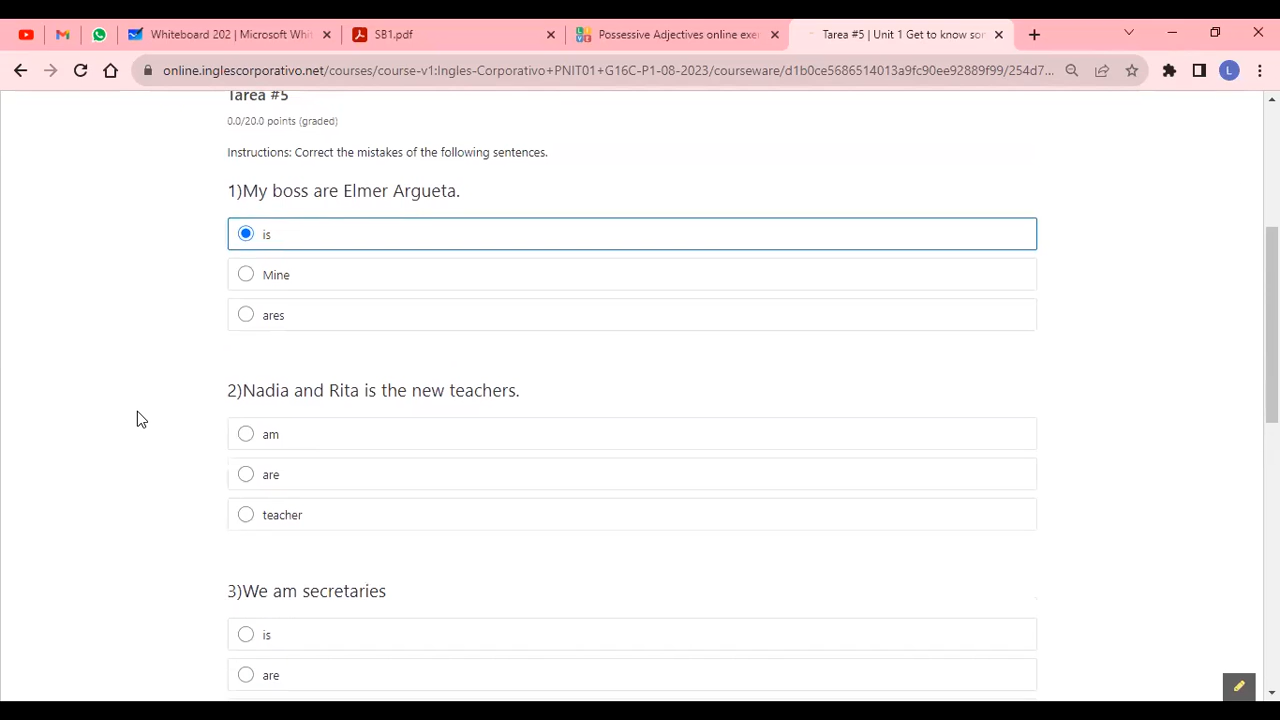 Whiteboard 202 | Microsoft Whi
SB1.pdf
Possessive Adjectives online exe
Tarea #5 | Unit 1 Get to know son
online.inglescorporativo.net/courses/course-v1:Ingles-Corporativo+PNIT01+G16C-P1-08-2023/courseware/d1b0ce5686514013a9fc90ee92889f99/254d7...
L
Tarea #5
0.0/20.0 points (graded)
Instructions: Correct the mistakes of the following sentences.
1)My boss are Elmer Argueta.
is
Mine
ares
2)Nadia and Rita is the new teachers.
am
are
teacher
3)We am secretaries
is
are